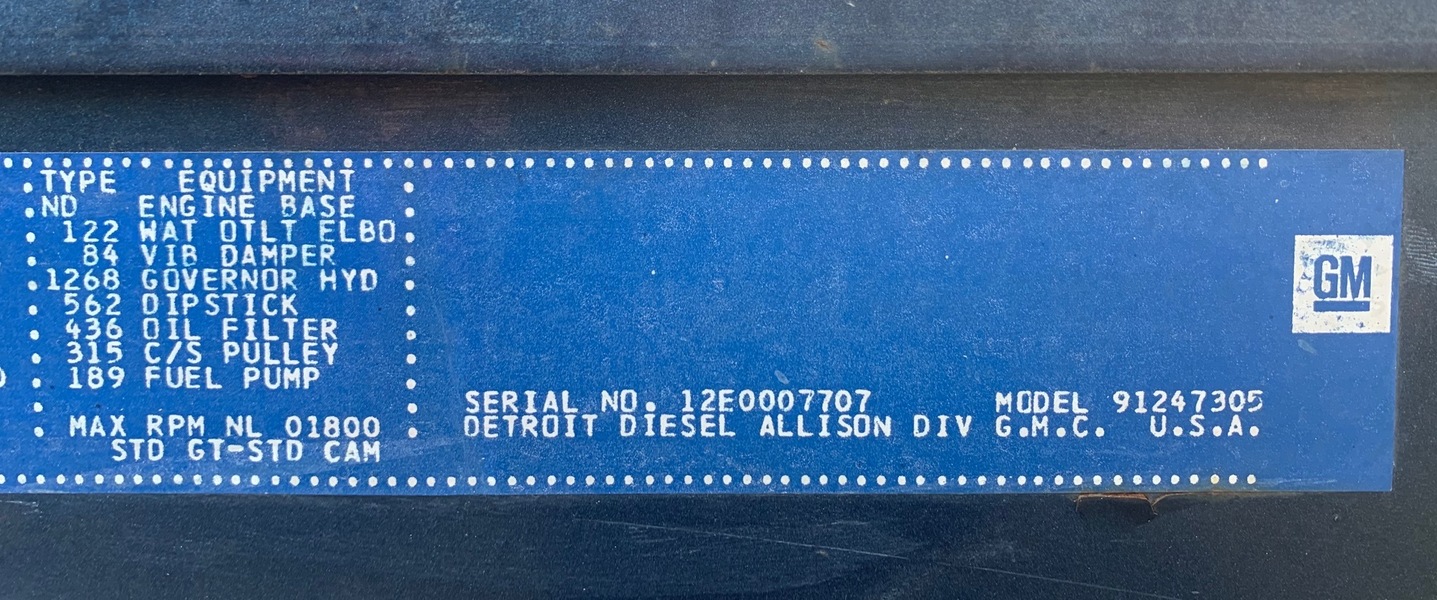 TYPE EQUIPMENT
ND ENGINE BASE
122 WAT OTLT ELBO
84 VIB DAMPER
1268 GOVERNOR HYD
562 DIPSTICK
436 OIL FILTER
315 C/S PULLEY
189 FUEL PUMP
MAX RPM NL 01800
STD GT-STD CAM
SERIAL NO. 12E0007707 MODEL 91247305
DETROIT DIESEL ALLISON DIV G.M.C. U.S.A.
GM